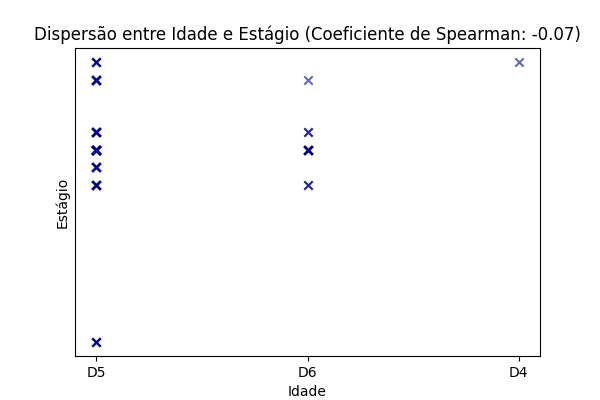 Dispersão entre Idade e Estágio (Coeficiente de Spearman: -0.07)
Estágio
D5 D6 D4
Idade